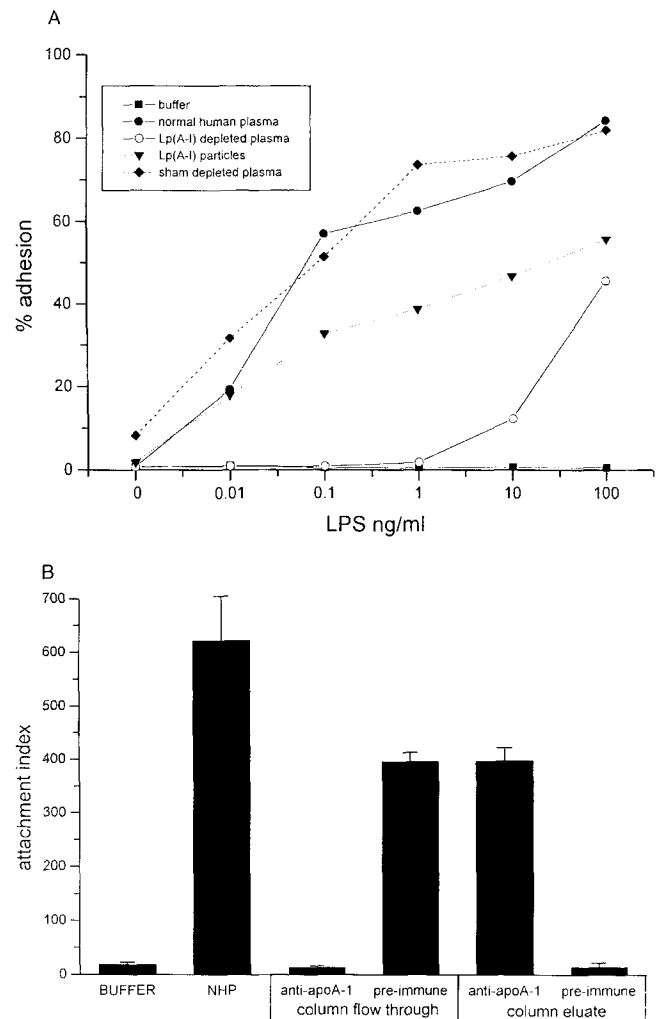 A
100
80
60
40
20
0
% adhesion
buffer
normal human plasma
Lp(A-I) depleted plasma
Lp(A-I) particles
sham depleted plasma
0 0.01 0.1 1 10 100
LPS ng/ml
B
700
600
500
400
300
200
100
0
attachment index
BUFFER NHP anti-apoA-1 pre-immune anti-apoA-1 pre-immune
column flow through column eluate